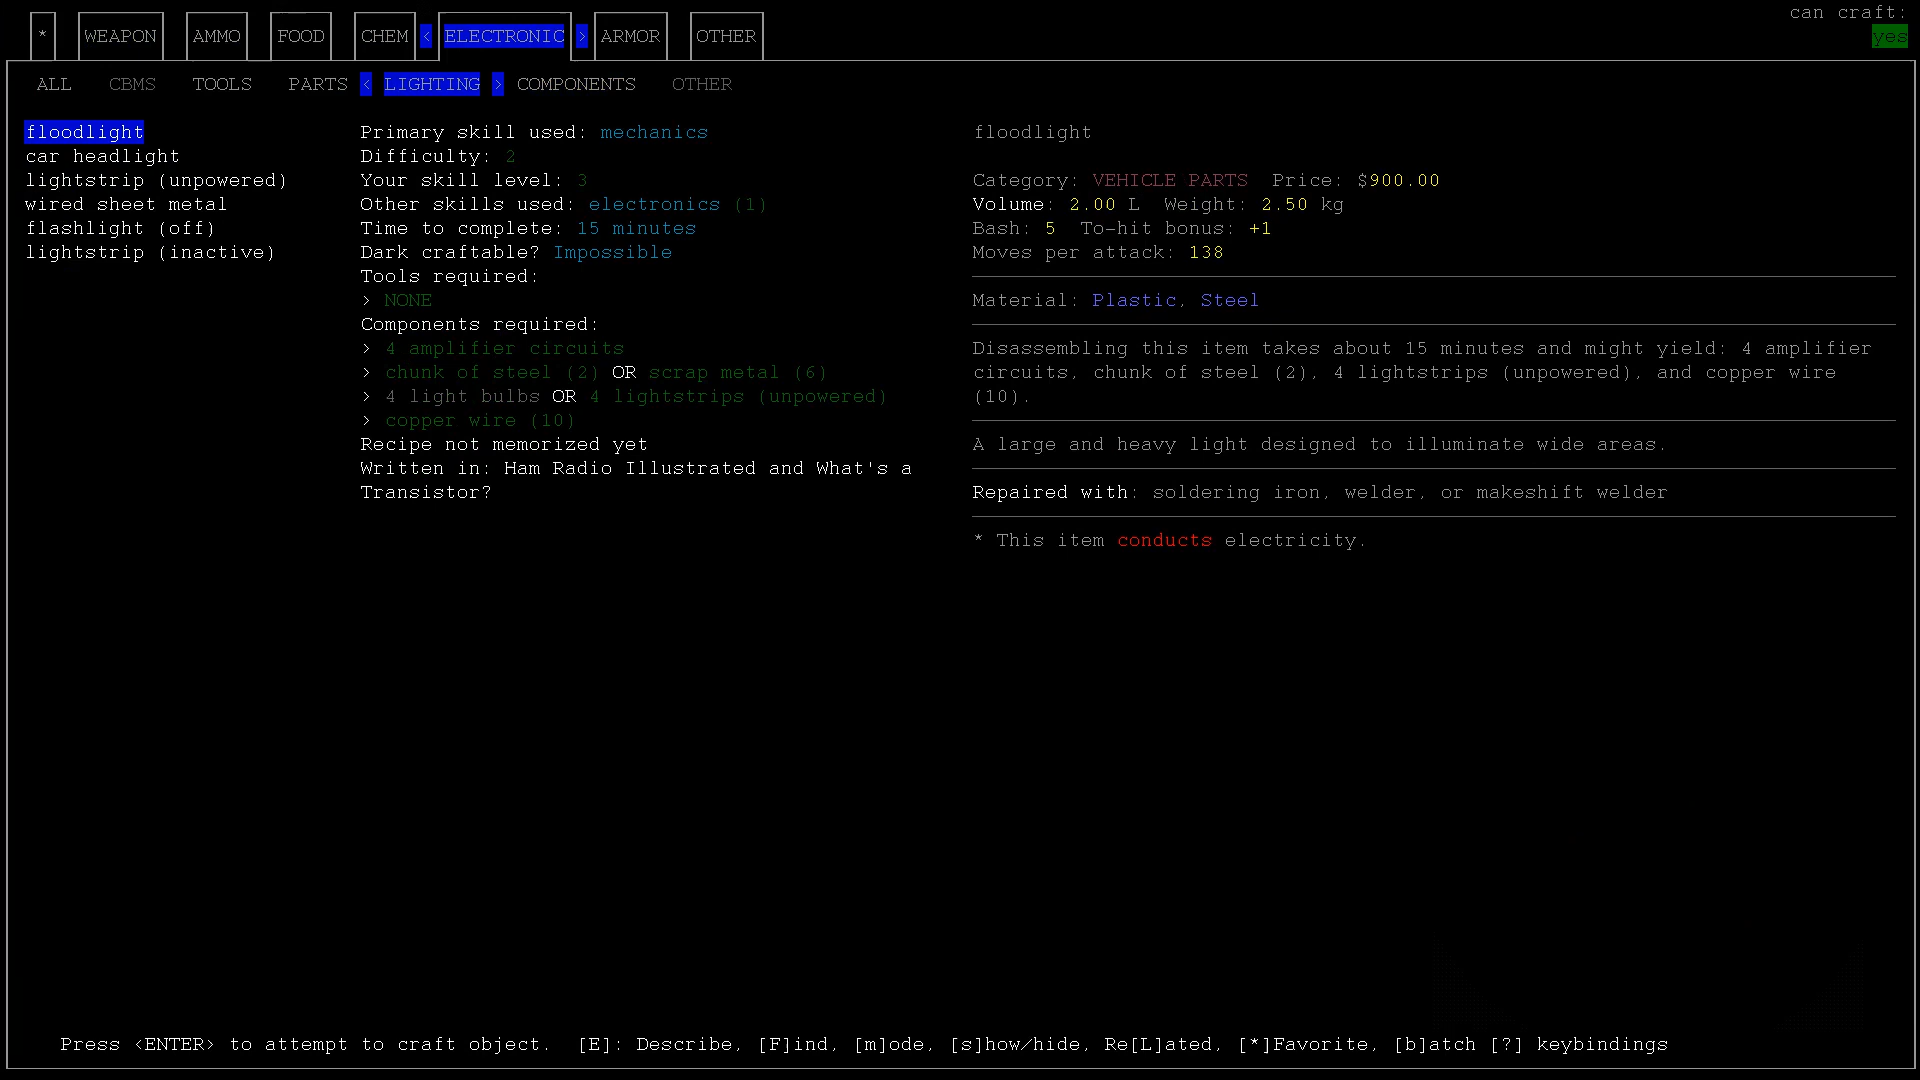 can craft:
* WEAPON AMMO FOOD CHEM < ELECTRONIC > ARMOR OTHER yes
ALL CBMS TOOLS PARTS < LIGHTING > COMPONENTS OTHER
floodlight
car headlight
lightstrip (unpowered)
wired sheet metal
flashlight (off)
lightstrip (inactive)
Primary skill used: mechanics
Difficulty: 2
Your skill level: 3
Other skills used: electronics (1)
Time to complete: 15 minutes
Dark craftable? Impossible
Tools required:
> NONE
Components required:
> 4 amplifier circuits
> chunk of steel (2) OR scrap metal (6)
> 4 light bulbs OR 4 lightstrips (unpowered)
> copper wire (10)
Recipe not memorized yet
Written in: Ham Radio Illustrated and What's a
Transistor?
floodlight
Category: VEHICLE PARTS Price: $900.00
Volume: 2.00 L Weight: 2.50 kg
Bash: 5 To-hit bonus: +1
Moves per attack: 138
Material: Plastic, Steel
Disassembling this item takes about 15 minutes and might yield: 4 amplifier
circuits, chunk of steel (2), 4 lightstrips (unpowered), and copper wire
(10).
A large and heavy light designed to illuminate wide areas.
Repaired with: soldering iron, welder, or makeshift welder
* This item conducts electricity.
Press <ENTER> to attempt to craft object. [E]: Describe, [F]ind, [m]ode, [s]how/hide, Re[L]ated, [*]Favorite, [b]atch [?] keybindings